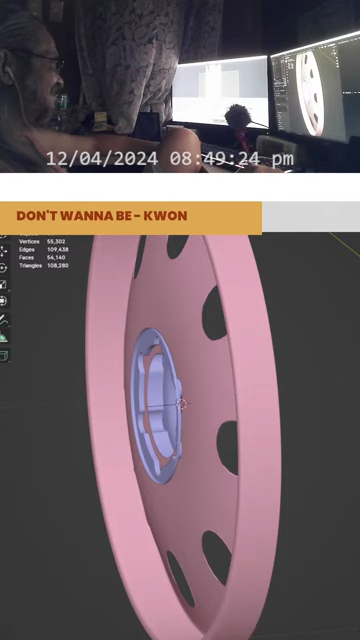 12/04/2024 08:49:24 pm
DON'T WANNA BE - KWON
Vertices 55,302
Edges 109,438
Faces 54,140
Triangles 108,280